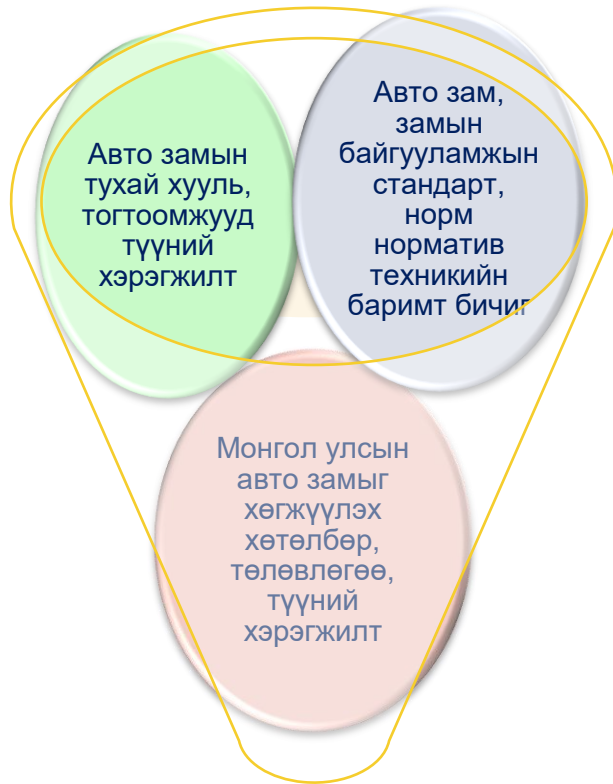 Авто замын
тухай хууль,
тогтоомжууд
түүний
хэрэгжилт
Авто зам,
замын
байгууламжын
стандарт,
норм
норматив
техникийн
баримт бичиг
Монгол улсын
авто замыг
хөгжүүлэх
хөтөлбөр,
төлөвлөгөө,
түүний
хэрэгжилт